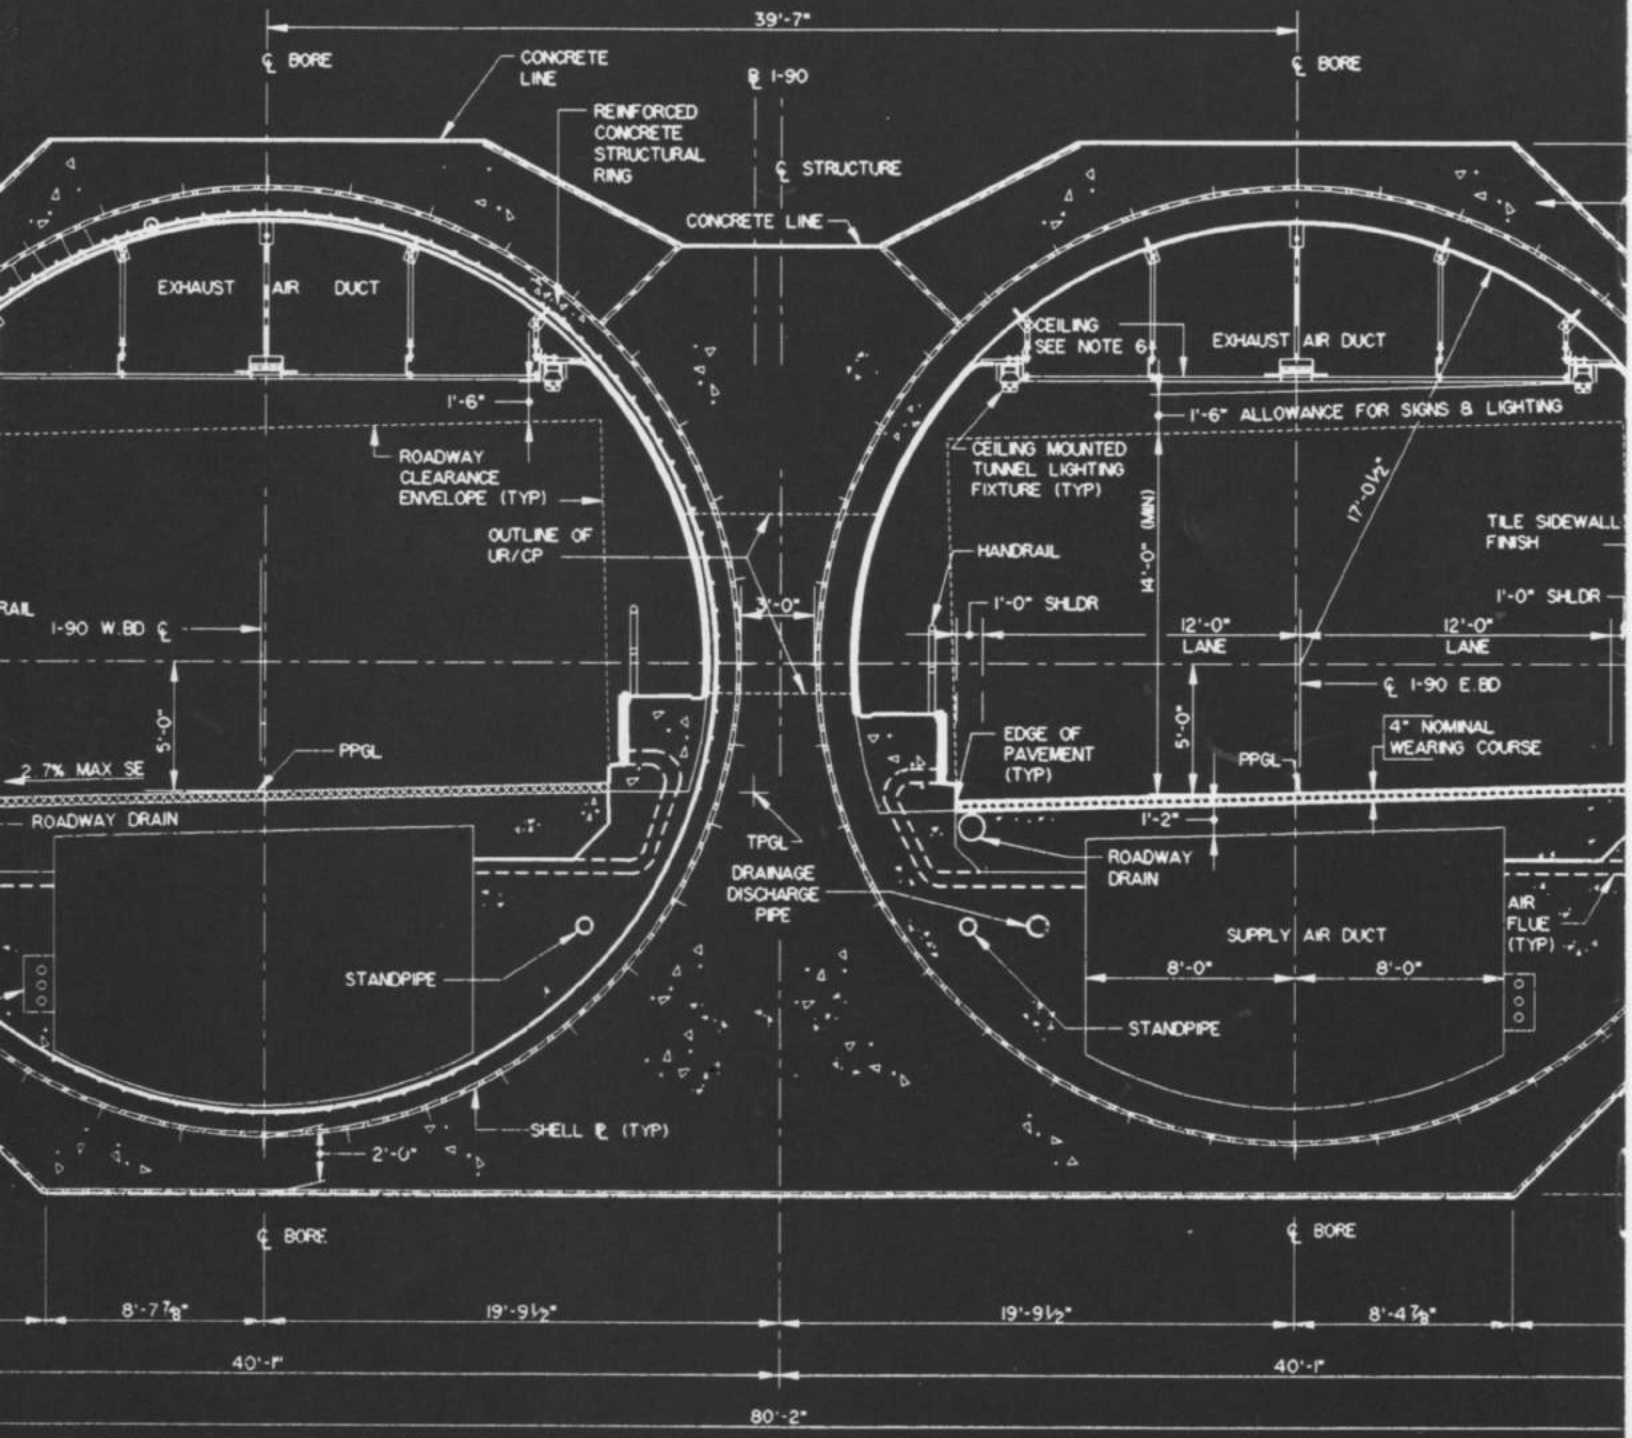 39'-7"
℄ BORE
CONCRETE
LINE
℞ I-90
℄ BORE
REINFORCED
CONCRETE
STRUCTURAL
RING
℄ STRUCTURE
CONCRETE LINE
EXHAUST AIR DUCT
CEILING
SEE NOTE 6
EXHAUST AIR DUCT
1'-6"
1'-6" ALLOWANCE FOR SIGNS & LIGHTING
ROADWAY
CLEARANCE
ENVELOPE (TYP)
CEILING MOUNTED
TUNNEL LIGHTING
FIXTURE (TYP)
17'-0½"
14'-0" (MIN)
OUTLINE OF
UR/CP
HANDRAIL
TILE SIDEWALL
FINISH
RAIL
3'-0"
1'-0" SHLDR
1'-0" SHLDR
I-90 W.BD ℄
12'-0"
LANE
12'-0"
LANE
℄ I-90 E.BD
5'-0"
5'-0"
PPGL
EDGE OF
PAVEMENT
(TYP)
4" NOMINAL
WEARING COURSE
PPGL
2.7% MAX SE
ROADWAY DRAIN
1'-2"
TPGL
DRAINAGE
DISCHARGE
PIPE
ROADWAY
DRAIN
AIR
FLUE
(TYP)
SUPPLY AIR DUCT
8'-0"
8'-0"
STANDPIPE
STANDPIPE
SHELL ℞ (TYP)
2'-0"
℄ BORE
℄ BORE
8'-7⅞"
19'-9½"
19'-9½"
8'-4⅞"
40'-1"
40'-1"
80'-2"